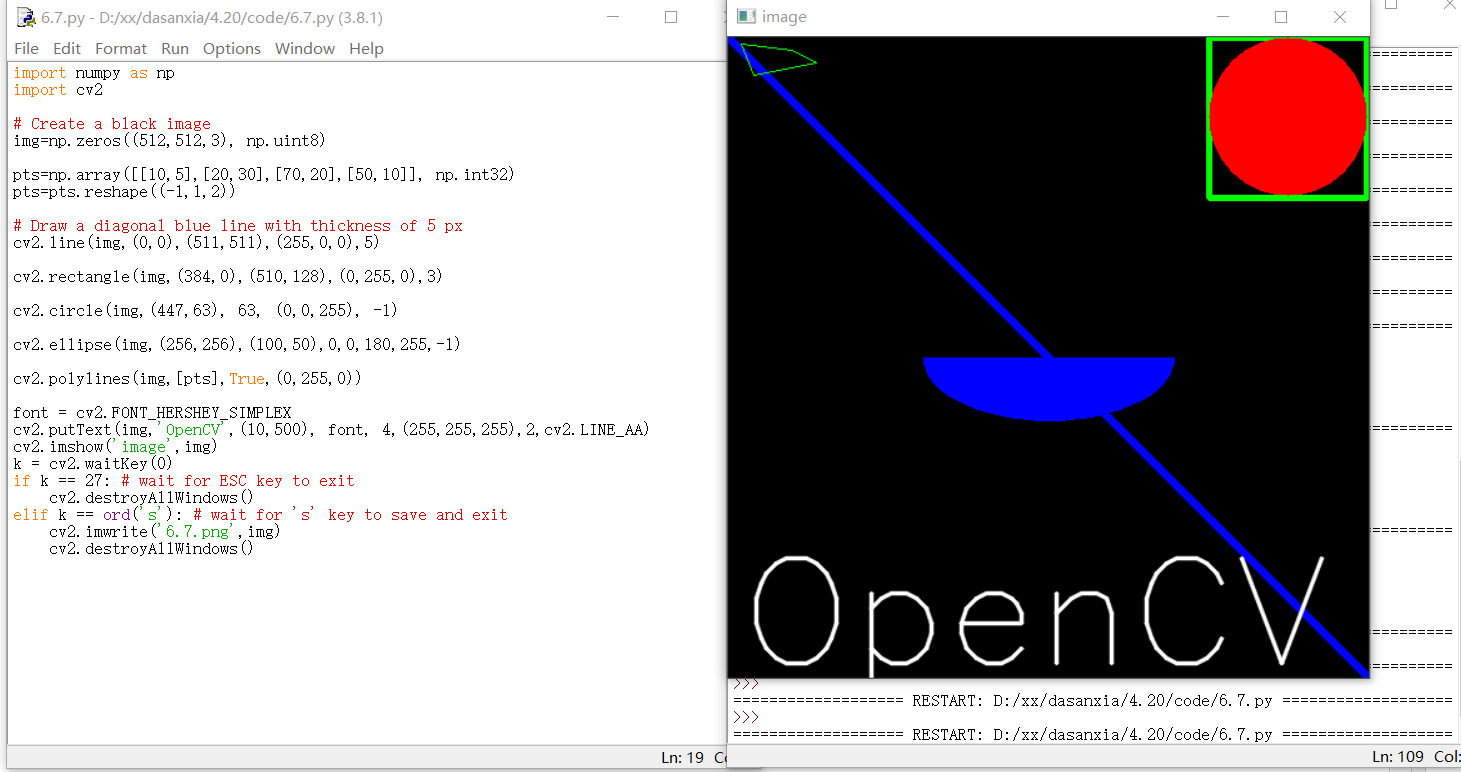 6.7.py - D:/xx/dasanxia/4.20/code/6.7.py (3.8.1)
File Edit Format Run Options Window Help
import numpy as np
import cv2
# Create a black image
img=np.zeros((512,512,3), np.uint8)
pts=np.array([[10,5],[20,30],[70,20],[50,10]], np.int32)
pts=pts.reshape((-1,1,2))
# Draw a diagonal blue line with thickness of 5 px
cv2.line(img,(0,0),(511,511),(255,0,0),5)
cv2.rectangle(img,(384,0),(510,128),(0,255,0),3)
cv2.circle(img,(447,63), 63, (0,0,255), -1)
cv2.ellipse(img,(256,256),(100,50),0,0,180,255,-1)
cv2.polylines(img,[pts],True,(0,255,0))
font = cv2.FONT_HERSHEY_SIMPLEX
cv2.putText(img,'OpenCV',(10,500), font, 4,(255,255,255),2,cv2.LINE_AA)
cv2.imshow('image',img)
k = cv2.waitKey(0)
if k == 27: # wait for ESC key to exit
    cv2.destroyAllWindows()
elif k == ord('s'): # wait for 's' key to save and exit
    cv2.imwrite('6.7.png',img)
    cv2.destroyAllWindows()
Ln: 19
image
OpenCV
>>>
=================== RESTART: D:/xx/dasanxia/4.20/code/6.7.py ===================
>>>
=================== RESTART: D:/xx/dasanxia/4.20/code/6.7.py ===================
Ln: 109 Col: